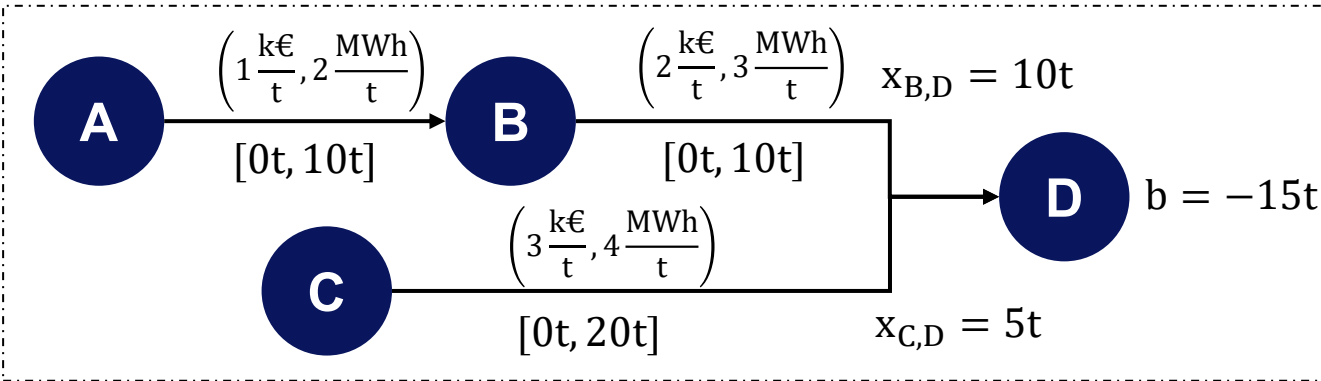 (1 k€/t, 2 MWh/t)
(2 k€/t, 3 MWh/t)
x_B,D = 10t
A
B
[0t, 10t]
[0t, 10t]
D
b = −15t
(3 k€/t, 4 MWh/t)
C
[0t, 20t]
x_C,D = 5t